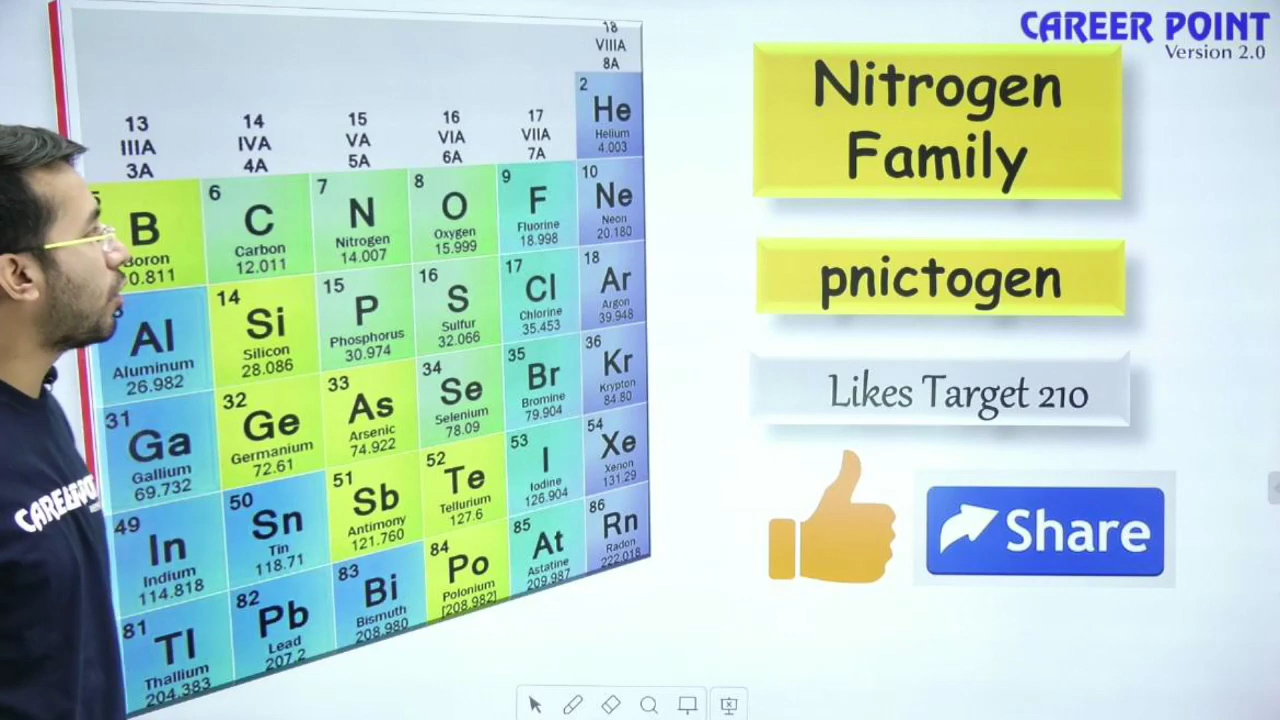 CAREER POINT
Version 2.0
Nitrogen
Family
pnictogen
Likes Target 210
Share
18
VIIIA
8A
13
IIIA
3A
14
IVA
4A
15
VA
5A
16
VIA
6A
17
VIIA
7A
2
He
Helium
4.003
B
Boron
0.811
6
C
Carbon
12.011
7
N
Nitrogen
14.007
8
O
Oxygen
15.999
9
F
Fluorine
18.998
10
Ne
Neon
20.180
Al
Aluminum
26.982
14
Si
Silicon
28.086
15
P
Phosphorus
30.974
16
S
Sulfur
32.066
17
Cl
Chlorine
35.453
18
Ar
Argon
39.948
31
Ga
Gallium
69.732
32
Ge
Germanium
72.61
33
As
Arsenic
74.922
34
Se
Selenium
78.09
35
Br
Bromine
79.904
36
Kr
Krypton
84.80
49
In
Indium
114.818
50
Sn
Tin
118.71
51
Sb
Antimony
121.760
52
Te
Tellurium
127.6
53
I
Iodine
126.904
54
Xe
Xenon
131.29
81
Tl
Thallium
204.383
82
Pb
Lead
207.2
83
Bi
Bismuth
208.980
84
Po
Polonium
[208.982]
85
At
Astatine
209.987
86
Rn
Radon
222.018